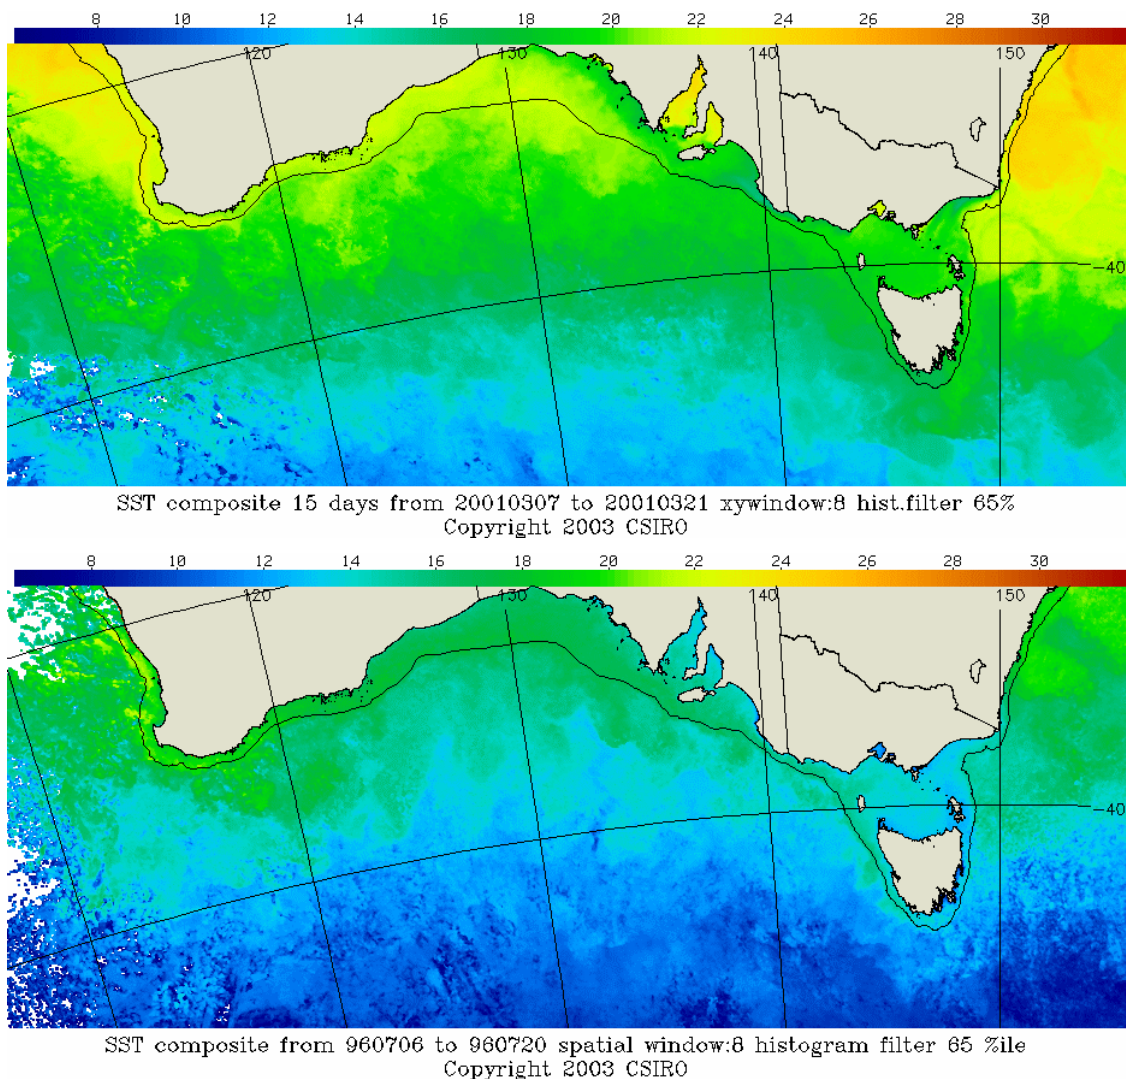 8 10 12 14 16 18 20 22 24 26 28 30
120 130 140 150
-40
SST composite 15 days from 20010307 to 20010321 xywindow:8 hist.filter 65%
Copyright 2003 CSIRO
8 10 12 14 16 18 20 22 24 26 28 30
120 130 140 150
-40
SST composite from 960706 to 960720 spatial window:8 histogram filter 65 %ile
Copyright 2003 CSIRO